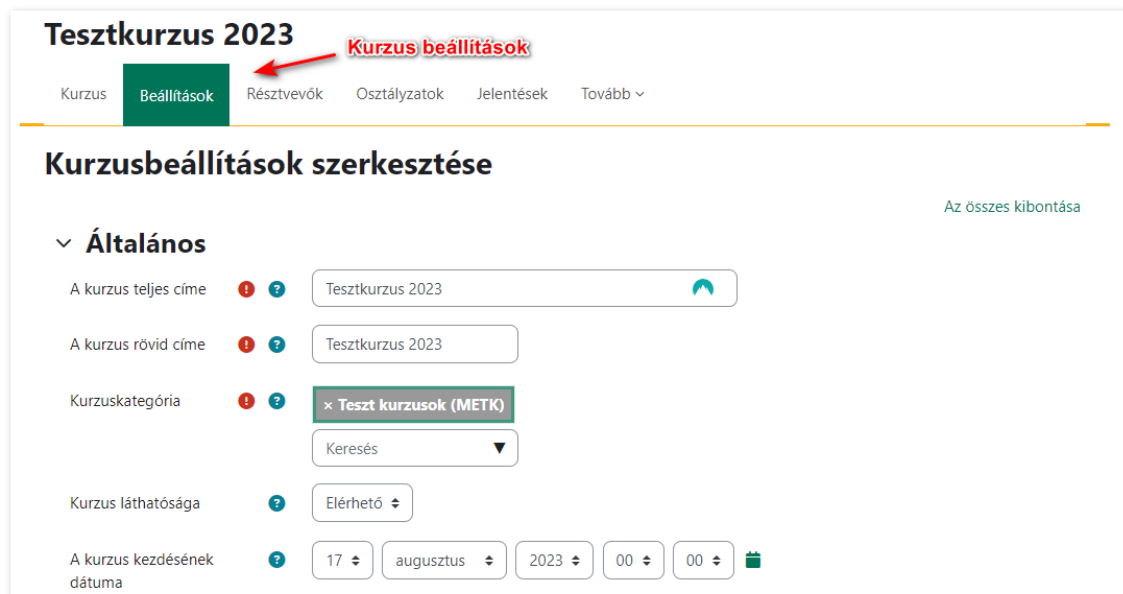 Tesztkurzus 2023
Kurzus beállítások
Kurzus Beállítások Résztvevők Osztályzatok Jelentések Tovább
Kurzusbeállítások szerkesztése
Az összes kibontása
Általános
A kurzus teljes címe ! ? Tesztkurzus 2023
A kurzus rövid címe ! ? Tesztkurzus 2023
Kurzuskategória ! ? × Teszt kurzusok (METK)
Keresés ▼
Kurzus láthatósága ? Elérhető
A kurzus kezdésének ? 17 augusztus 2023 00 00
dátuma